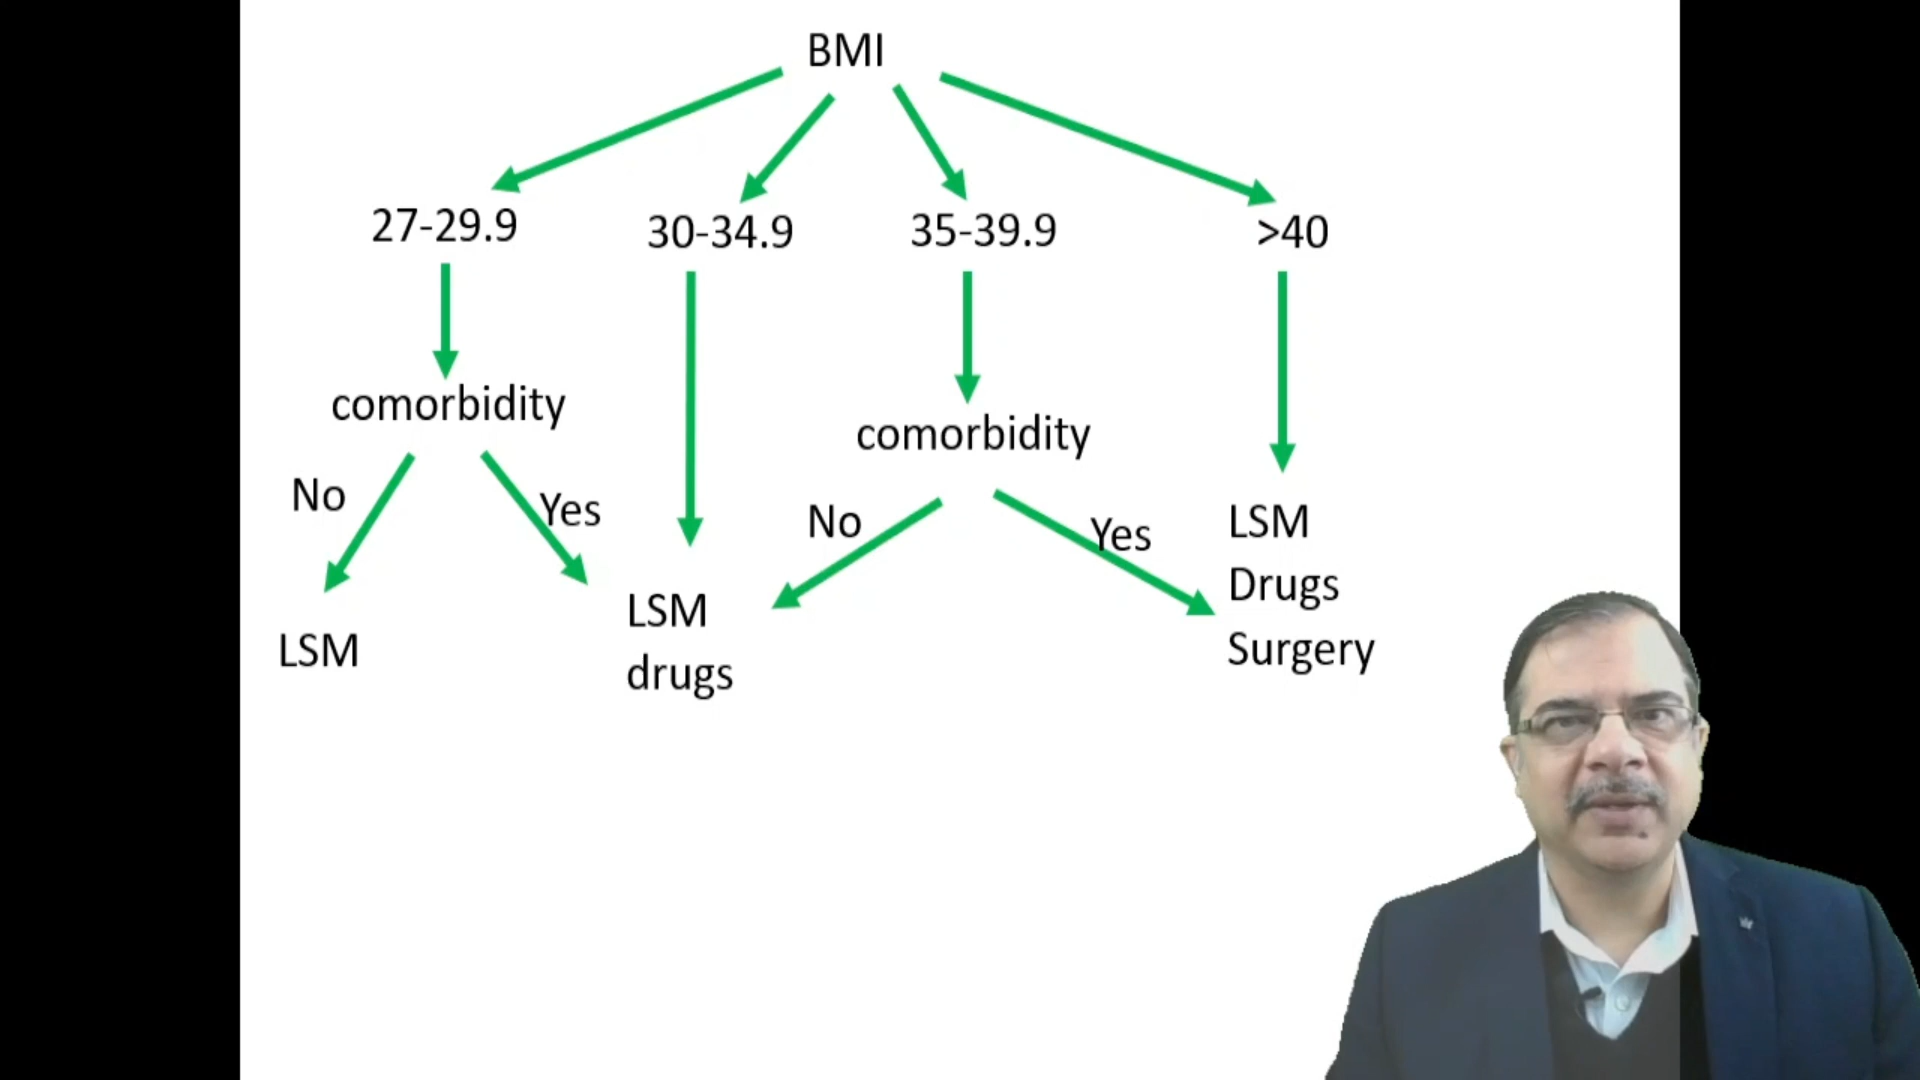 BMI
27-29.9
30-34.9
35-39.9
>40
comorbidity
comorbidity
No
Yes
No
Yes
LSM
LSM
drugs
LSM
Drugs
Surgery